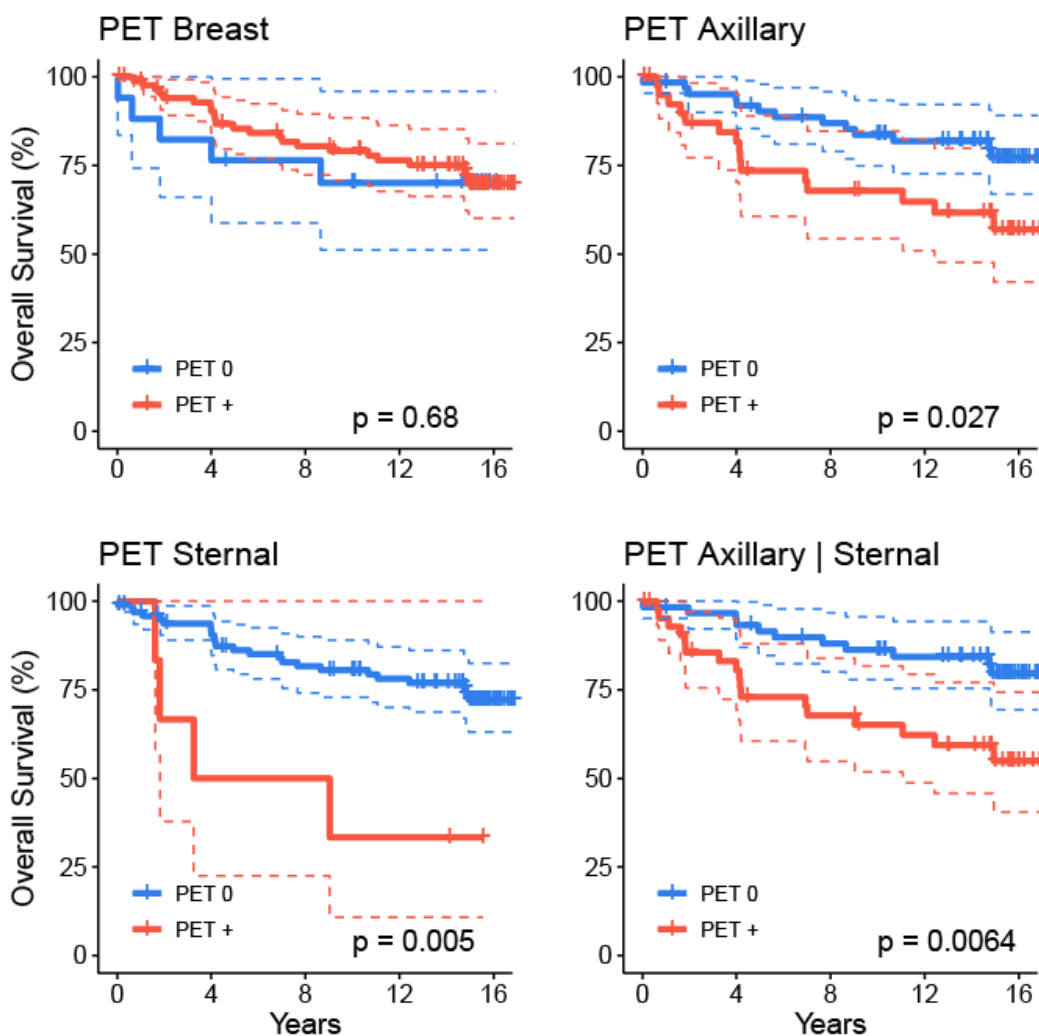 PET Breast
Overall Survival (%)
100
75
50
25
0
PET 0
PET +
p = 0.68
0 4 8 12 16
PET Axillary
100
75
50
25
0
PET 0
PET +
p = 0.027
0 4 8 12 16
PET Sternal
Overall Survival (%)
100
75
50
25
0
PET 0
PET +
p = 0.005
0 4 8 12 16
Years
PET Axillary | Sternal
100
75
50
25
0
PET 0
PET +
p = 0.0064
0 4 8 12 16
Years